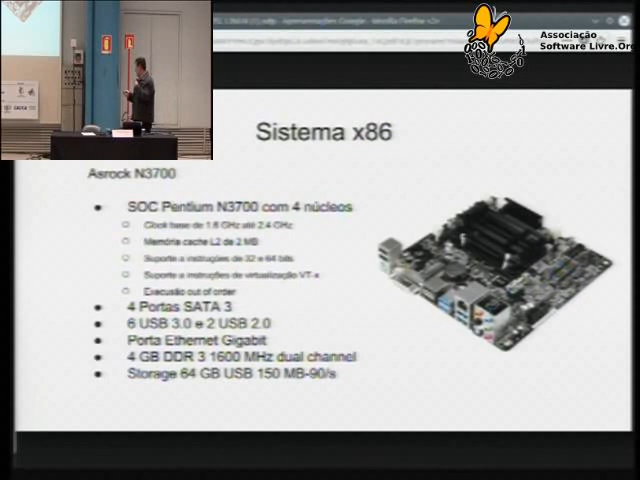 Associação
Software Livre.Or
Sistema x86
Asrock N3700
SOC Pentium N3700 com 4 núcleos
Clock base de 1.6 GHz até 2.4 GHz
Memória cache L2 de 2 MB
Suporte a instruções de 32 e 64 bits
Suporte a instruções de virtualização VT-x
Execusão out of order
4 Portas SATA 3
6 USB 3.0 e 2 USB 2.0
Porta Ethernet Gigabit
4 GB DDR 3 1600 MHz dual channel
Storage 64 GB USB 150 MB-90/s